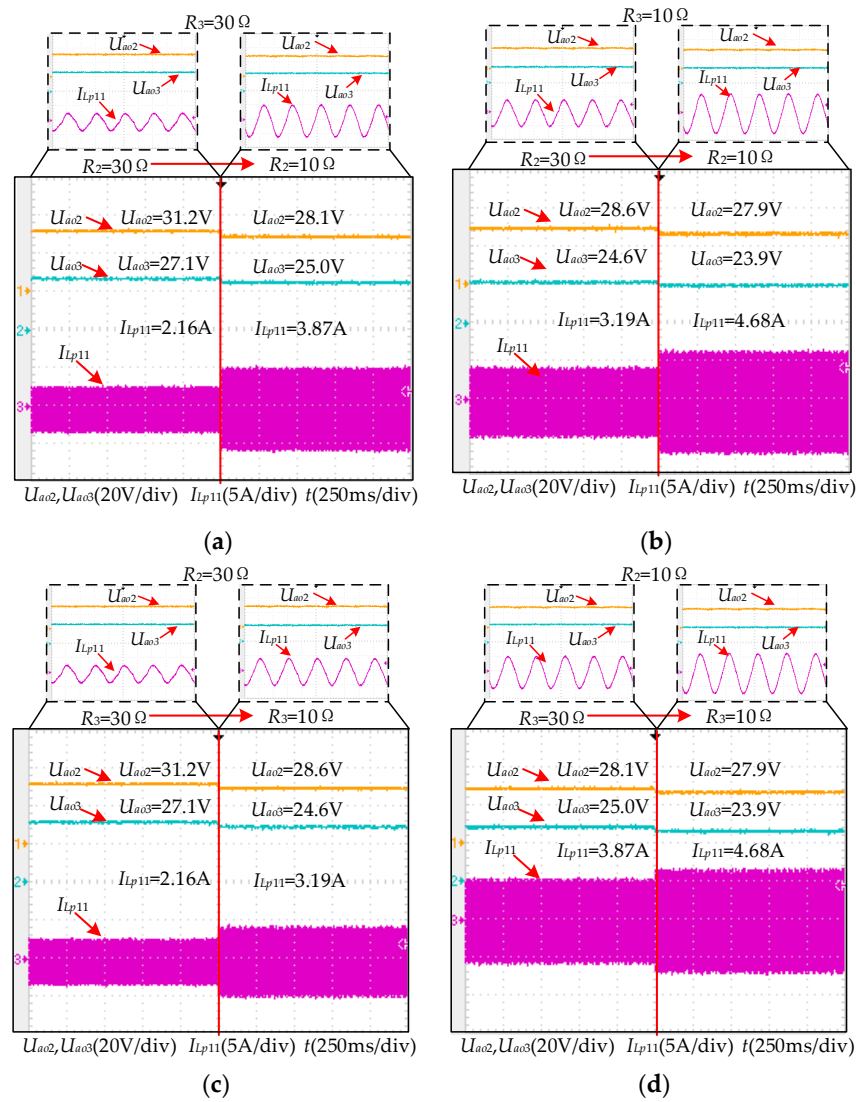 R3=30 Ω
Uao2
ILp11
Uao3
Uao2
ILp11
Uao3
R2=30 Ω R2=10 Ω
Uao2 Uao2=31.2V Uao2=28.1V
Uao3 Uao3=27.1V Uao3=25.0V
ILp11=2.16A ILp11=3.87A
ILp11
1
2
3
Uao2,Uao3(20V/div) ILp11(5A/div) t(250ms/div)
(a)
R3=10 Ω
Uao2
ILp11
Uao3
Uao2
ILp11
Uao3
R2=30 Ω R2=10 Ω
Uao2 Uao2=28.6V Uao2=27.9V
Uao3 Uao3=24.6V Uao3=23.9V
ILp11=3.19A ILp11=4.68A
ILp11
1
2
3
Uao2,Uao3(20V/div) ILp11(5A/div) t(250ms/div)
(b)
R2=30 Ω
Uao2
ILp11
Uao3
Uao2
ILp11
Uao3
R3=30 Ω R3=10 Ω
Uao2 Uao2=31.2V Uao2=28.6V
Uao3 Uao3=27.1V Uao3=24.6V
ILp11=2.16A ILp11=3.19A
ILp11
1
2
3
Uao2,Uao3(20V/div) ILp11(5A/div) t(250ms/div)
(c)
R2=10 Ω
Uao2
ILp11
Uao3
Uao2
ILp11
Uao3
R3=30 Ω R3=10 Ω
Uao2 Uao2=28.1V Uao2=27.9V
Uao3 Uao3=25.0V Uao3=23.9V
ILp11 ILp11=3.87A ILp11=4.68A
1
2
3
Uao2,Uao3(20V/div) ILp11(5A/div) t(250ms/div)
(d)